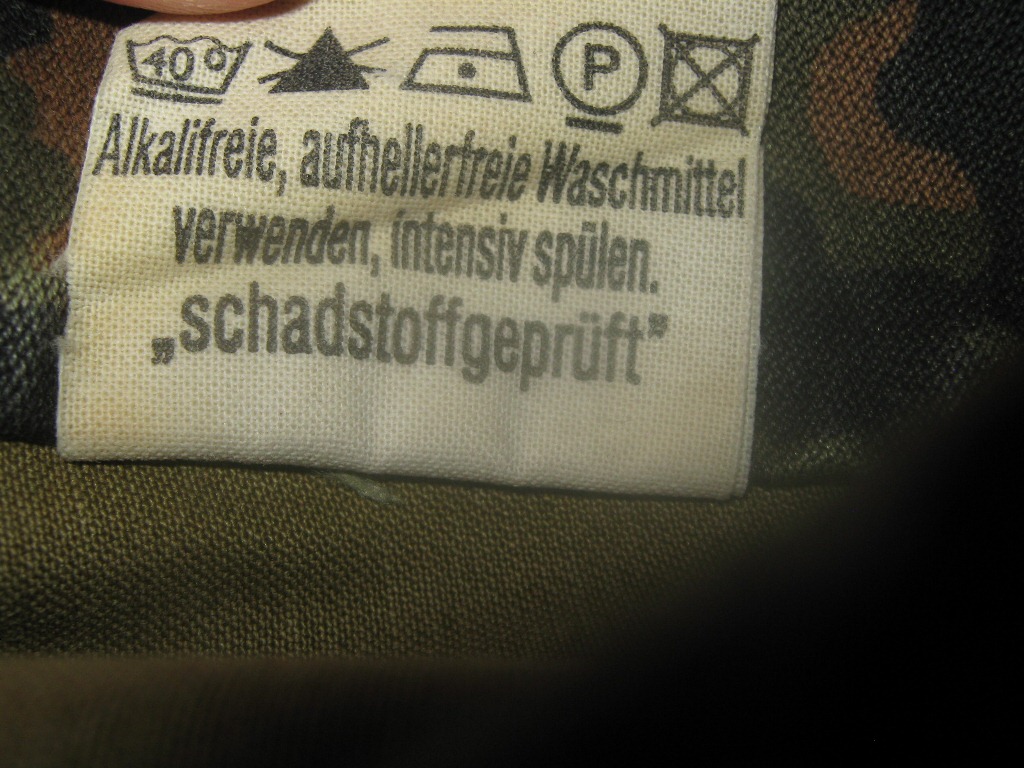 40°
P
Alkalifreie, aufhellerfreie Waschmittel
verwenden, intensiv spülen.
„schadstoffgeprüft”